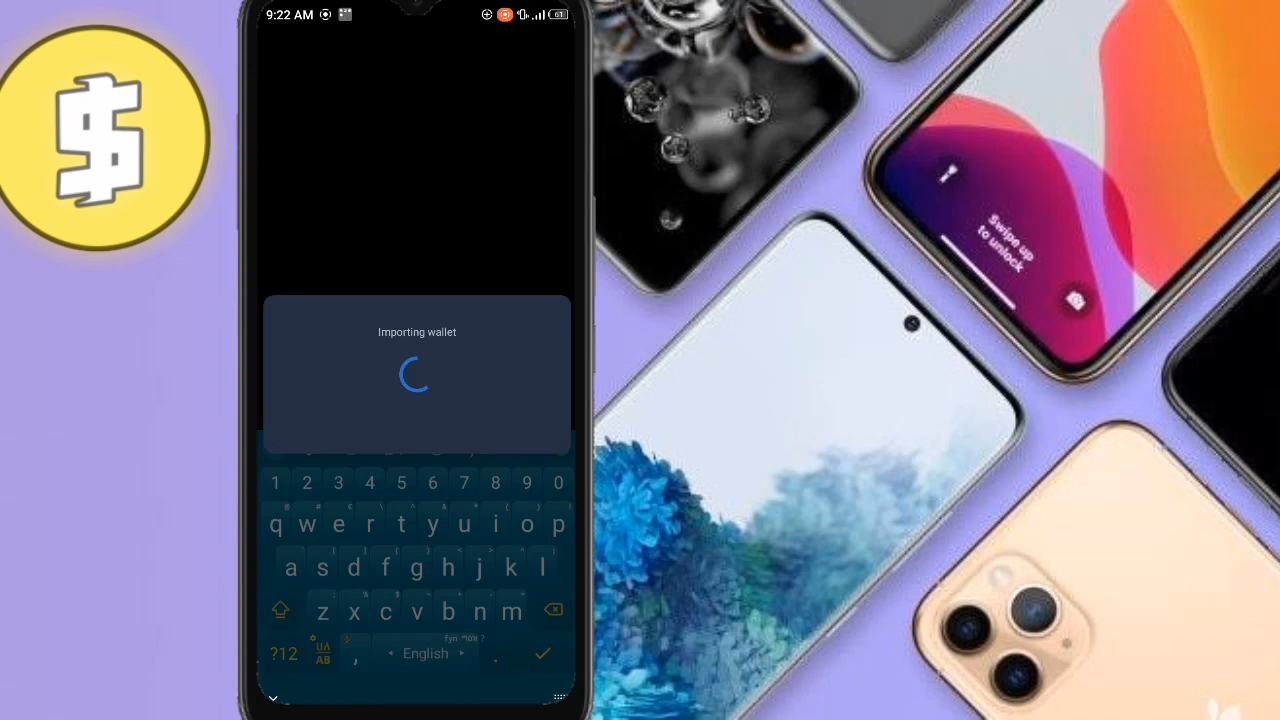 $
9:22 AM
61
Importing wallet
1 2 3 4 5 6 7 8 9 0
q w e r t y u i o p
a s d f g h j k l
z x c v b n m
?12 , English .
Swipe up
to unlock